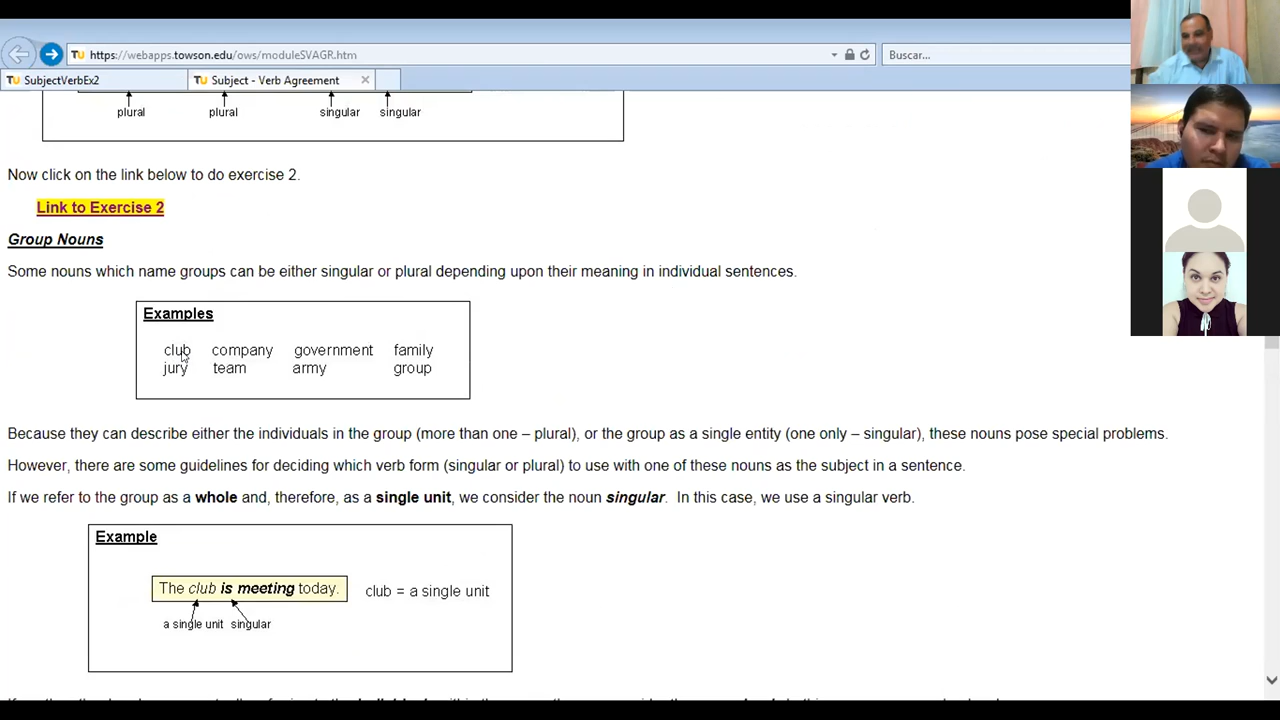 https://webapps.towson.edu/ows/moduleSVAGR.htm
Buscar...
TU SubjectVerbEx2
TU Subject - Verb Agreement
plural plural singular singular
Now click on the link below to do exercise 2.
Link to Exercise 2
Group Nouns
Some nouns which name groups can be either singular or plural depending upon their meaning in individual sentences.
Examples
club company government family
jury team army group
Because they can describe either the individuals in the group (more than one – plural), or the group as a single entity (one only – singular), these nouns pose special problems.
However, there are some guidelines for deciding which verb form (singular or plural) to use with one of these nouns as the subject in a sentence.
If we refer to the group as a whole and, therefore, as a single unit, we consider the noun singular. In this case, we use a singular verb.
Example
The club is meeting today. club = a single unit
a single unit singular